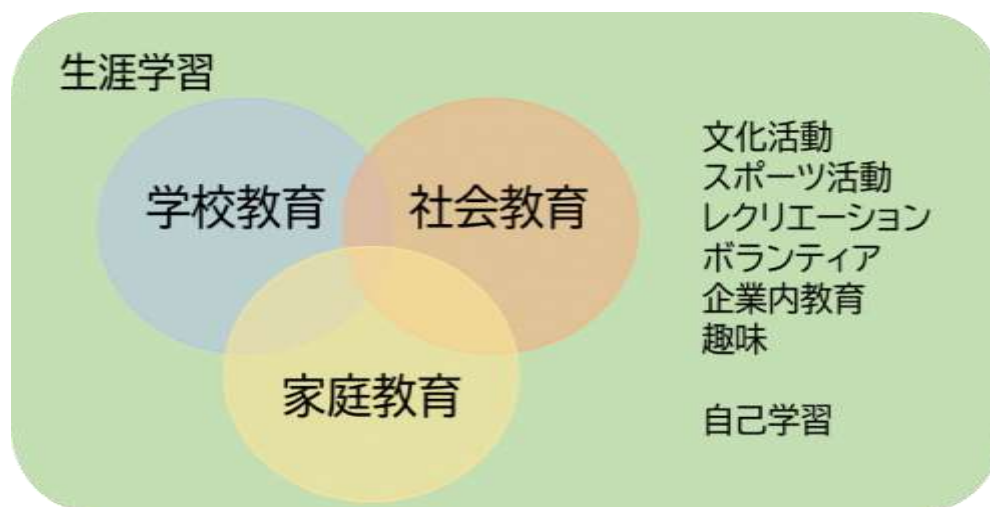 生涯学習
学校教育
社会教育
家庭教育
文化活動
スポーツ活動
レクリエーション
ボランティア
企業内教育
趣味
自己学習